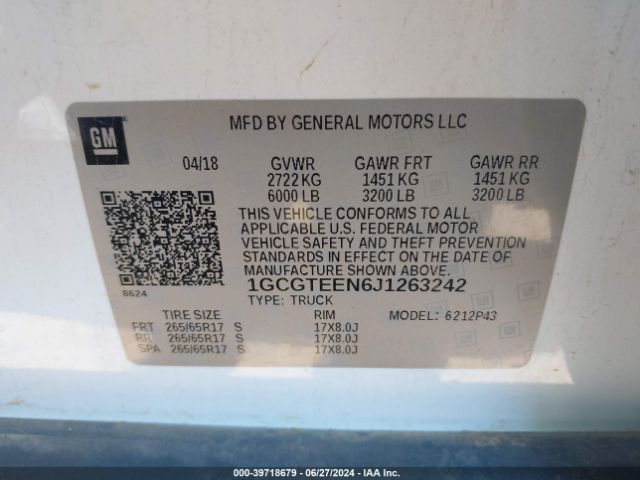 GM
MFD BY GENERAL MOTORS LLC
04/18 GVWR GAWR FRT GAWR RR
2722 KG 1451 KG 1451 KG
6000 LB 3200 LB 3200 LB
THIS VEHICLE CONFORMS TO ALL
APPLICABLE U.S. FEDERAL MOTOR
VEHICLE SAFETY AND THEFT PREVENTION
STANDARDS IN EFFECT ON THE DATE OF
MANUFACTURE SHOWN ABOVE.
8624 1GCGTEEN6J1263242
TYPE: TRUCK
TIRE SIZE RIM MODEL: 6212P43
FRT 265/65R17 S 17X8.0J
RR 265/65R17 S 17X8.0J
SPA 265/65R17 S 17X8.0J
000-39718679 - 06/27/2024 - IAA Inc.